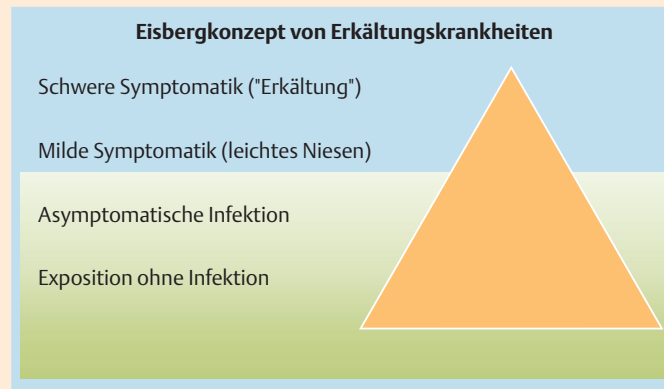 Eisbergkonzept von Erkältungskrankheiten
Schwere Symptomatik ("Erkältung")
Milde Symptomatik (leichtes Niesen)
Asymptomatische Infektion
Exposition ohne Infektion